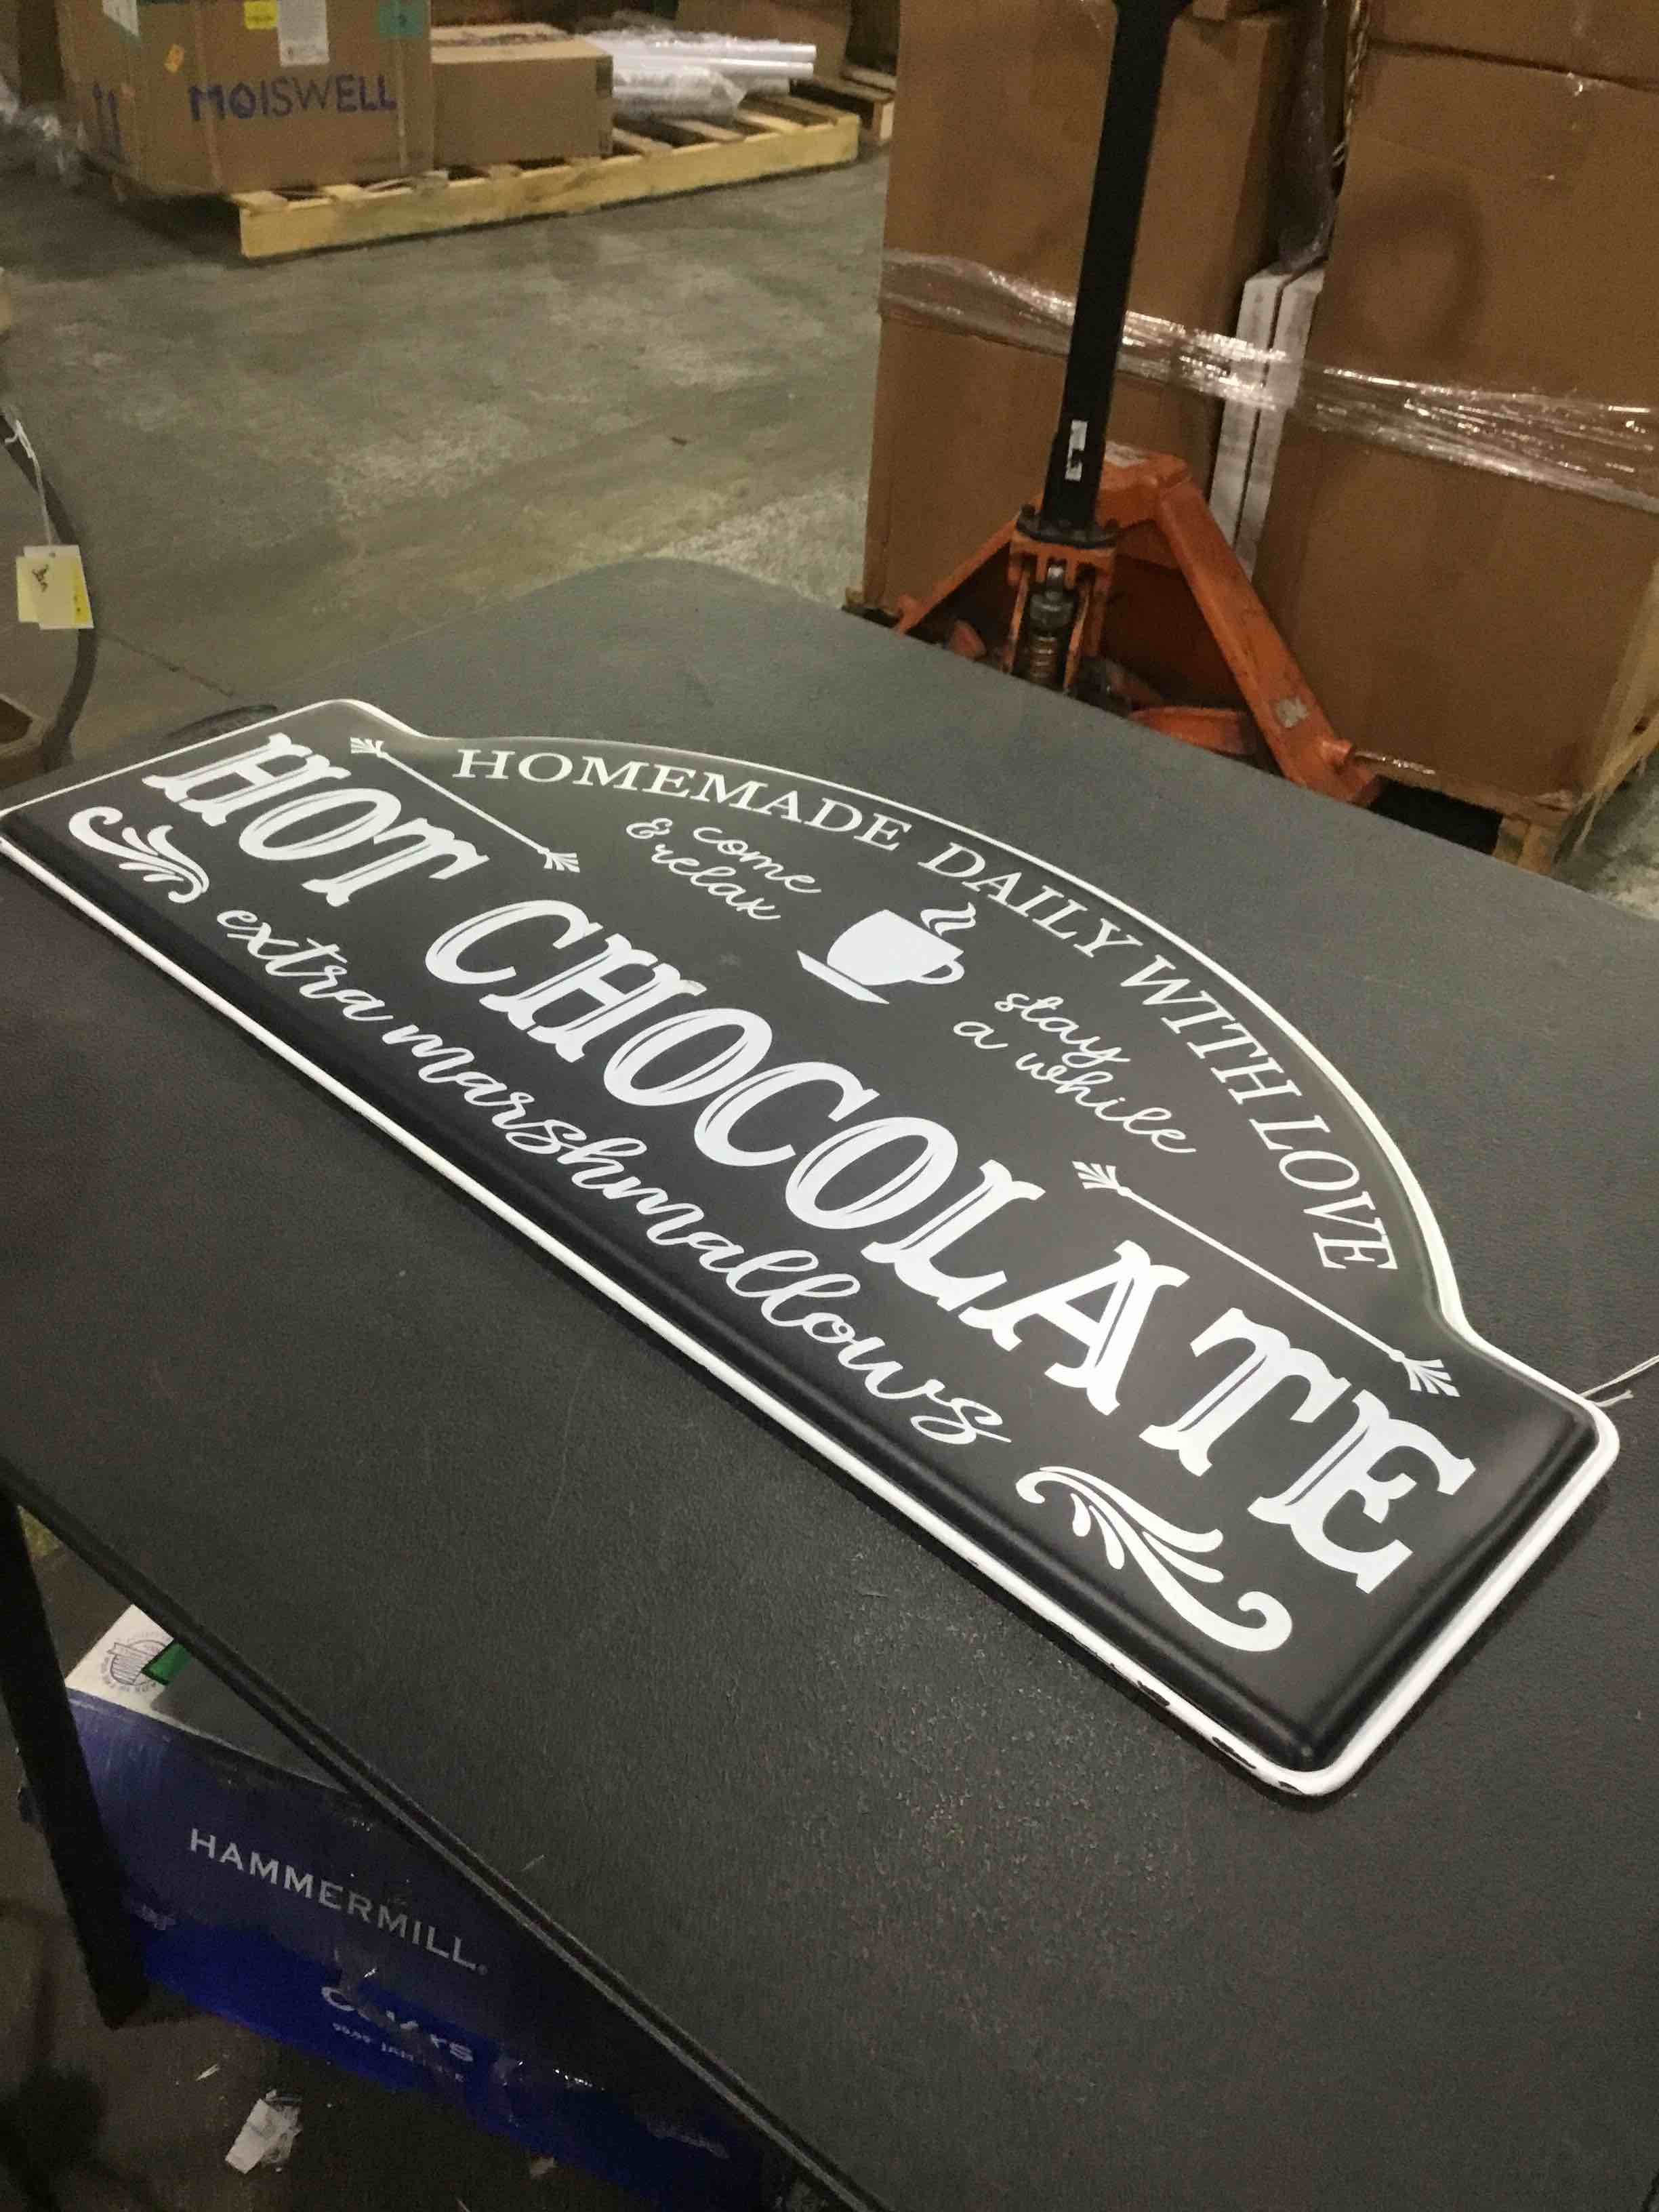 MOISWELL
HOMEMADE DAILY WITH LOVE
come
& relax
stay
a while
HOT CHOCOLATE
extra marshmallows
HAMMERMILL